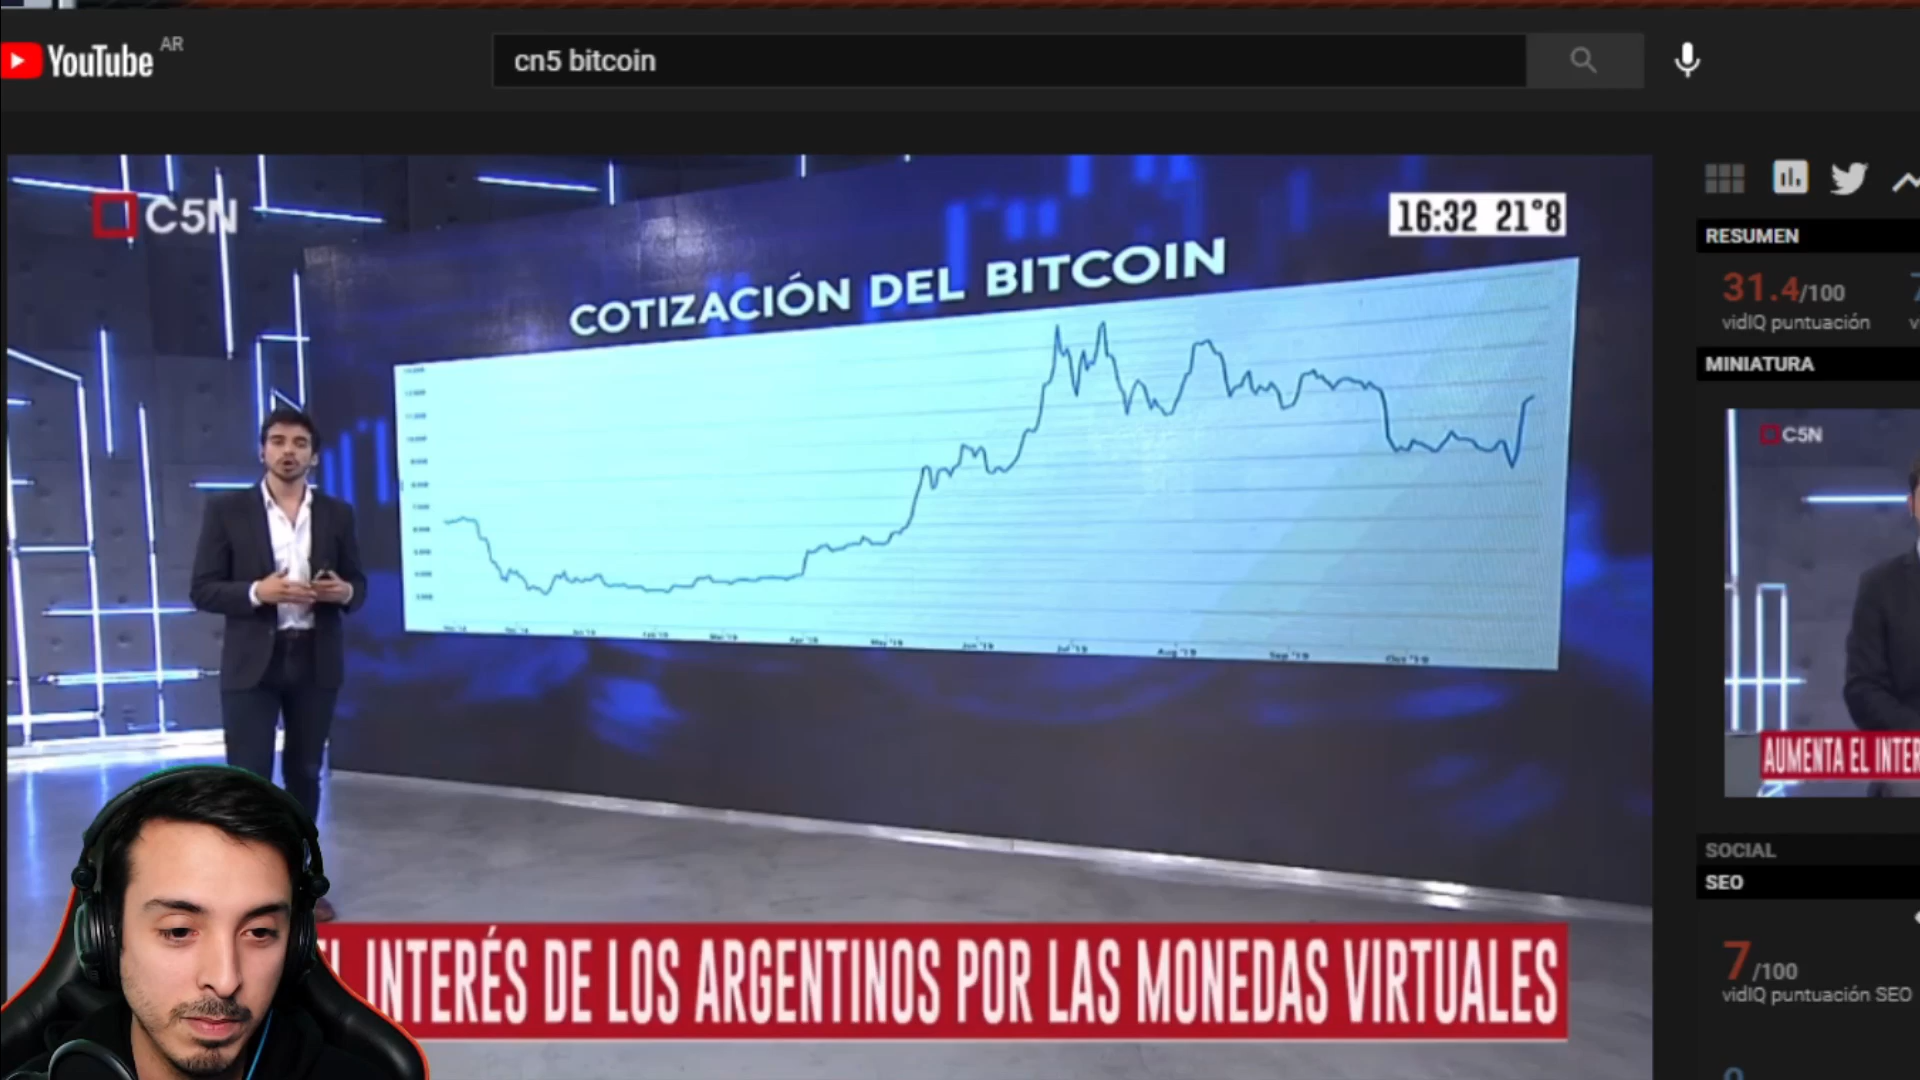 YouTube AR
cn5 bitcoin
C5N
16:32 21°8
COTIZACIÓN DEL BITCOIN
RESUMEN
31.4/100
vidIQ puntuación
MINIATURA
C5N
AUMENTA EL INTER
SOCIAL
SEO
7/100
vidIQ puntuación SEO
EL INTERÉS DE LOS ARGENTINOS POR LAS MONEDAS VIRTUALES